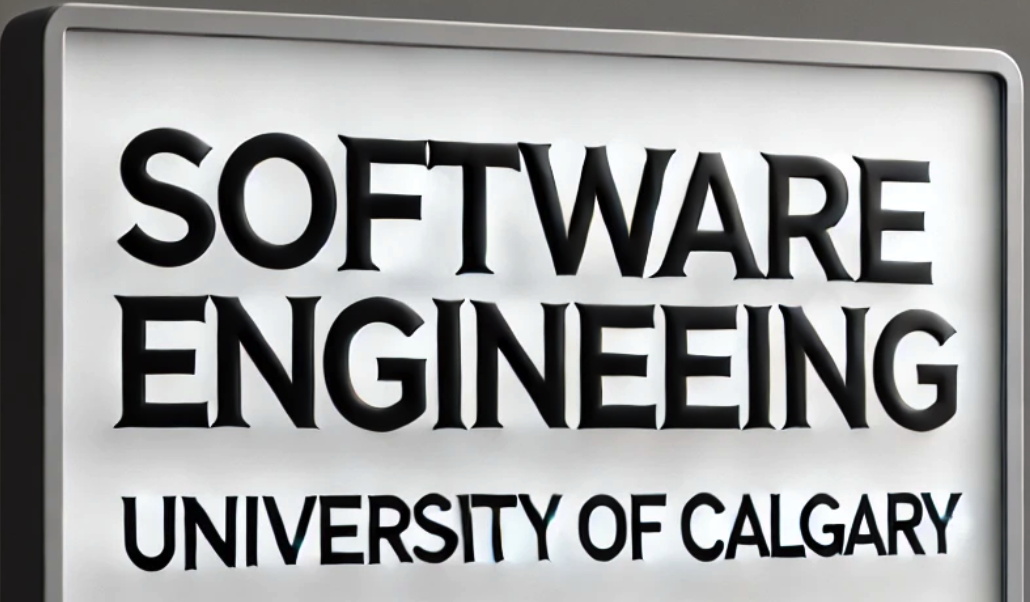 SOFTWARE
ENGINEEING
UNIVERSITY OF CALGARY